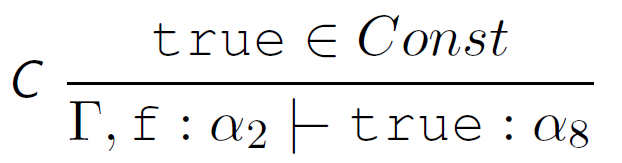 true ∈ Const
C
Γ, f : α₂ ⊢ true : α₈